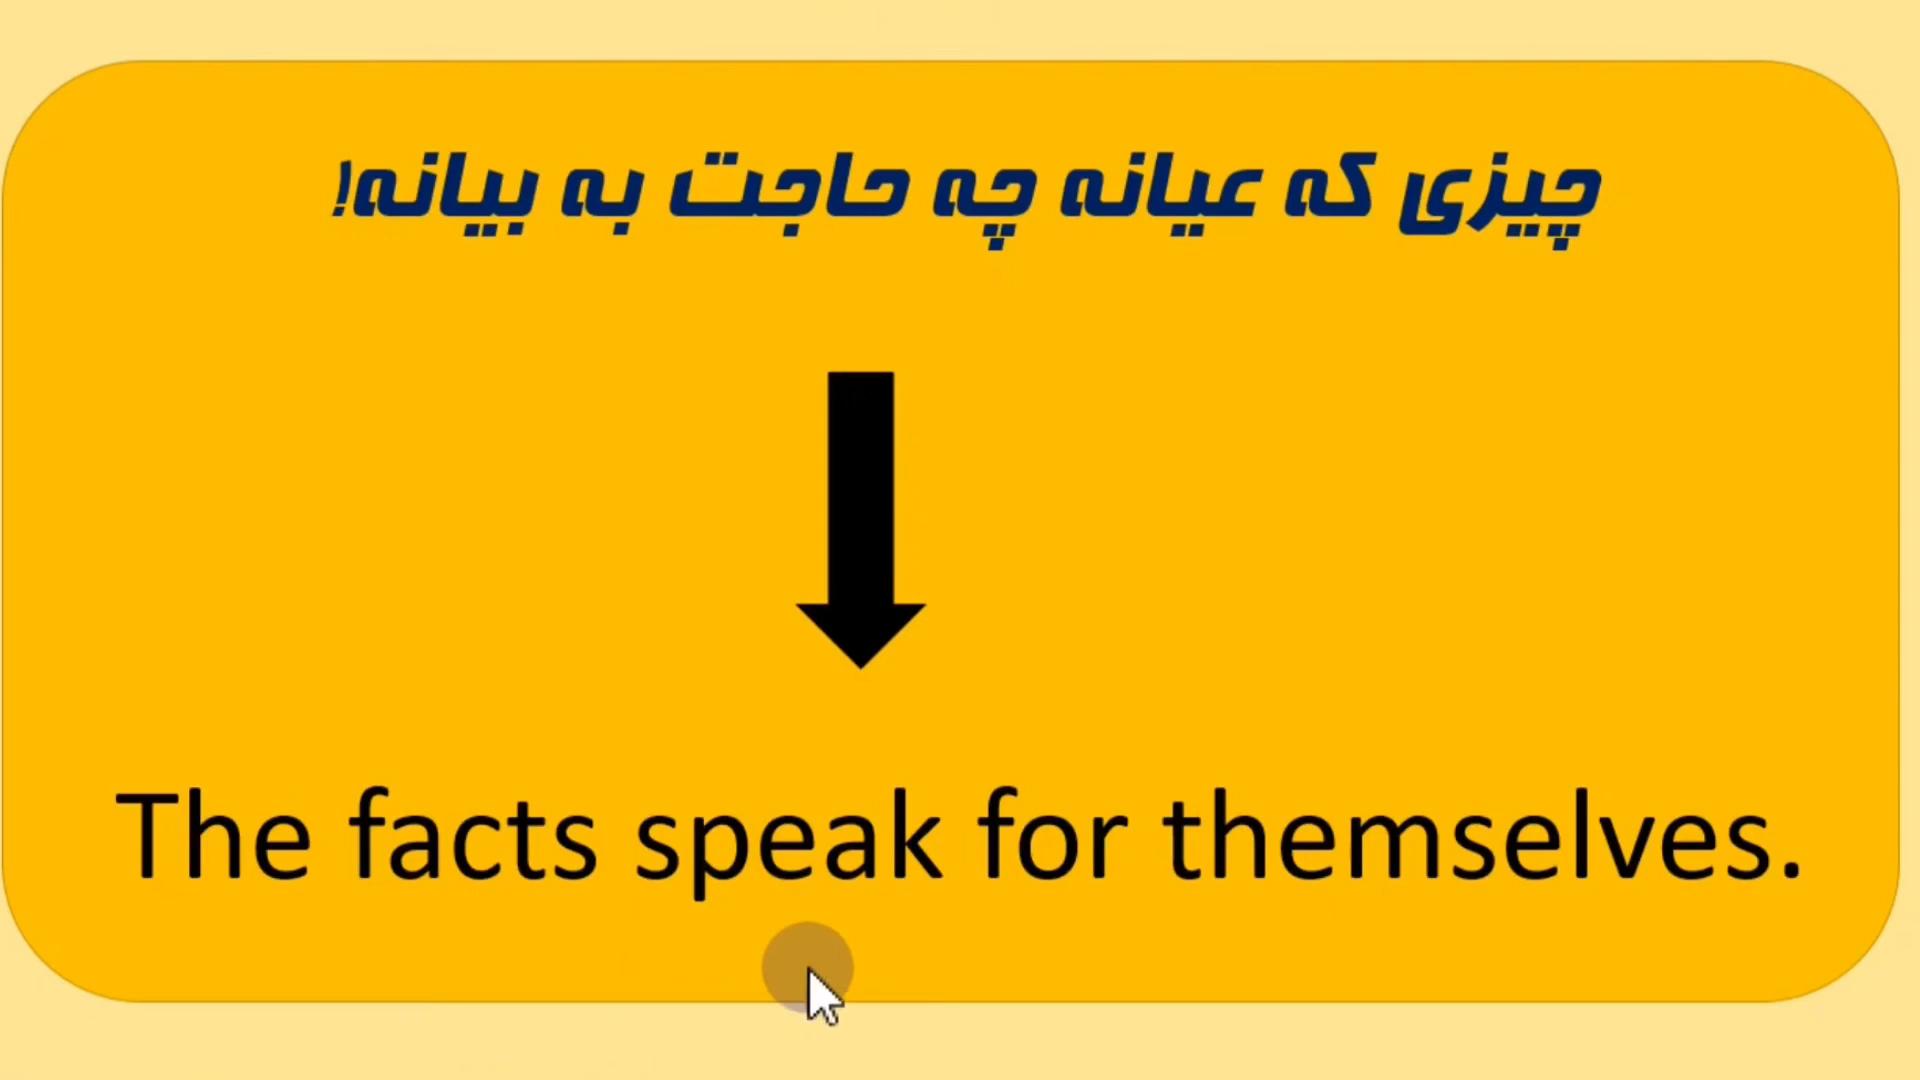 چیزی که عیانه چه حاجت به بیانه!
The facts speak for themselves.